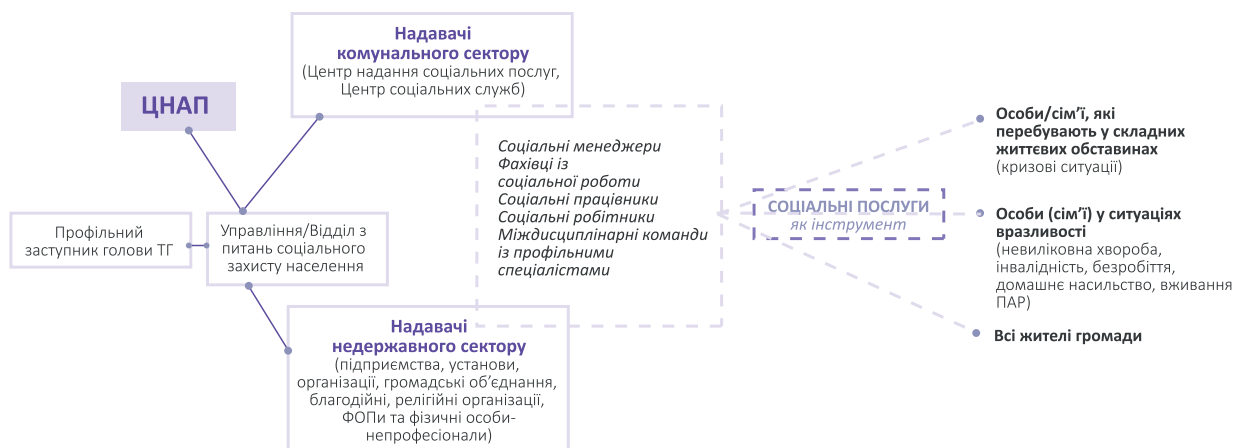 Надавачі
комунального сектору
(Центр надання соціальних послуг,
Центр соціальних служб)
ЦНАП
Профільний
заступник голови ТГ
Управління/Відділ з
питань соціального
захисту населення
Надавачі
недержавного сектору
(підприємства, установи,
організації, громадські об’єднання,
благодійні, релігійні організації,
ФОПи та фізичні особи-
непрофесіонали)
Соціальні менеджери
Фахівці із
соціальної роботи
Соціальні працівники
Соціальні робітники
Міждисциплінарні команди
із профільними
спеціалістами
СОЦІАЛЬНІ ПОСЛУГИ
як інструмент
Особи/сім’ї, які
перебувають у складних
життєвих обставинах
(кризові ситуації)
Особи (сім’ї) у ситуаціях
вразливості
(невиліковна хвороба,
інвалідність, безробіття,
домашнє насильство, вживання
ПАР)
Всі жителі громади